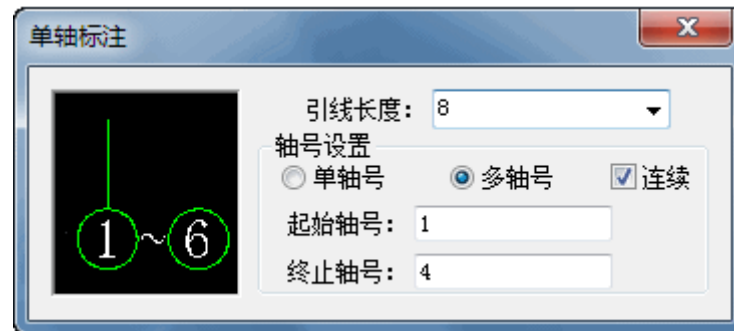 单轴标注
引线长度： 8
轴号设置
单轴号 多轴号 连续
起始轴号： 1
终止轴号： 4
1~6